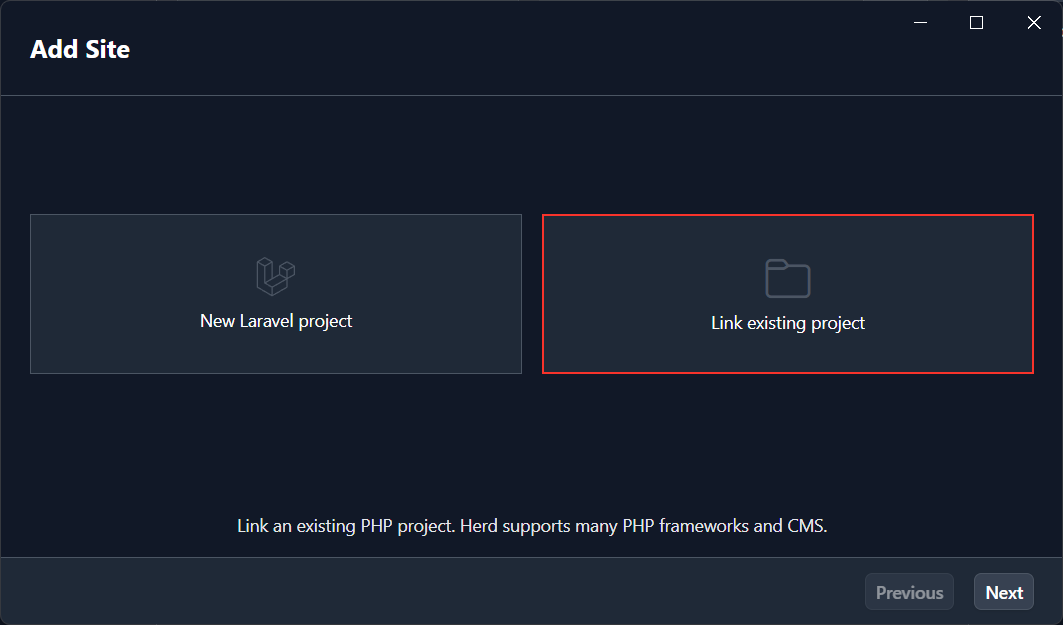 Add Site
New Laravel project
Link existing project
Link an existing PHP project. Herd supports many PHP frameworks and CMS.
Previous
Next